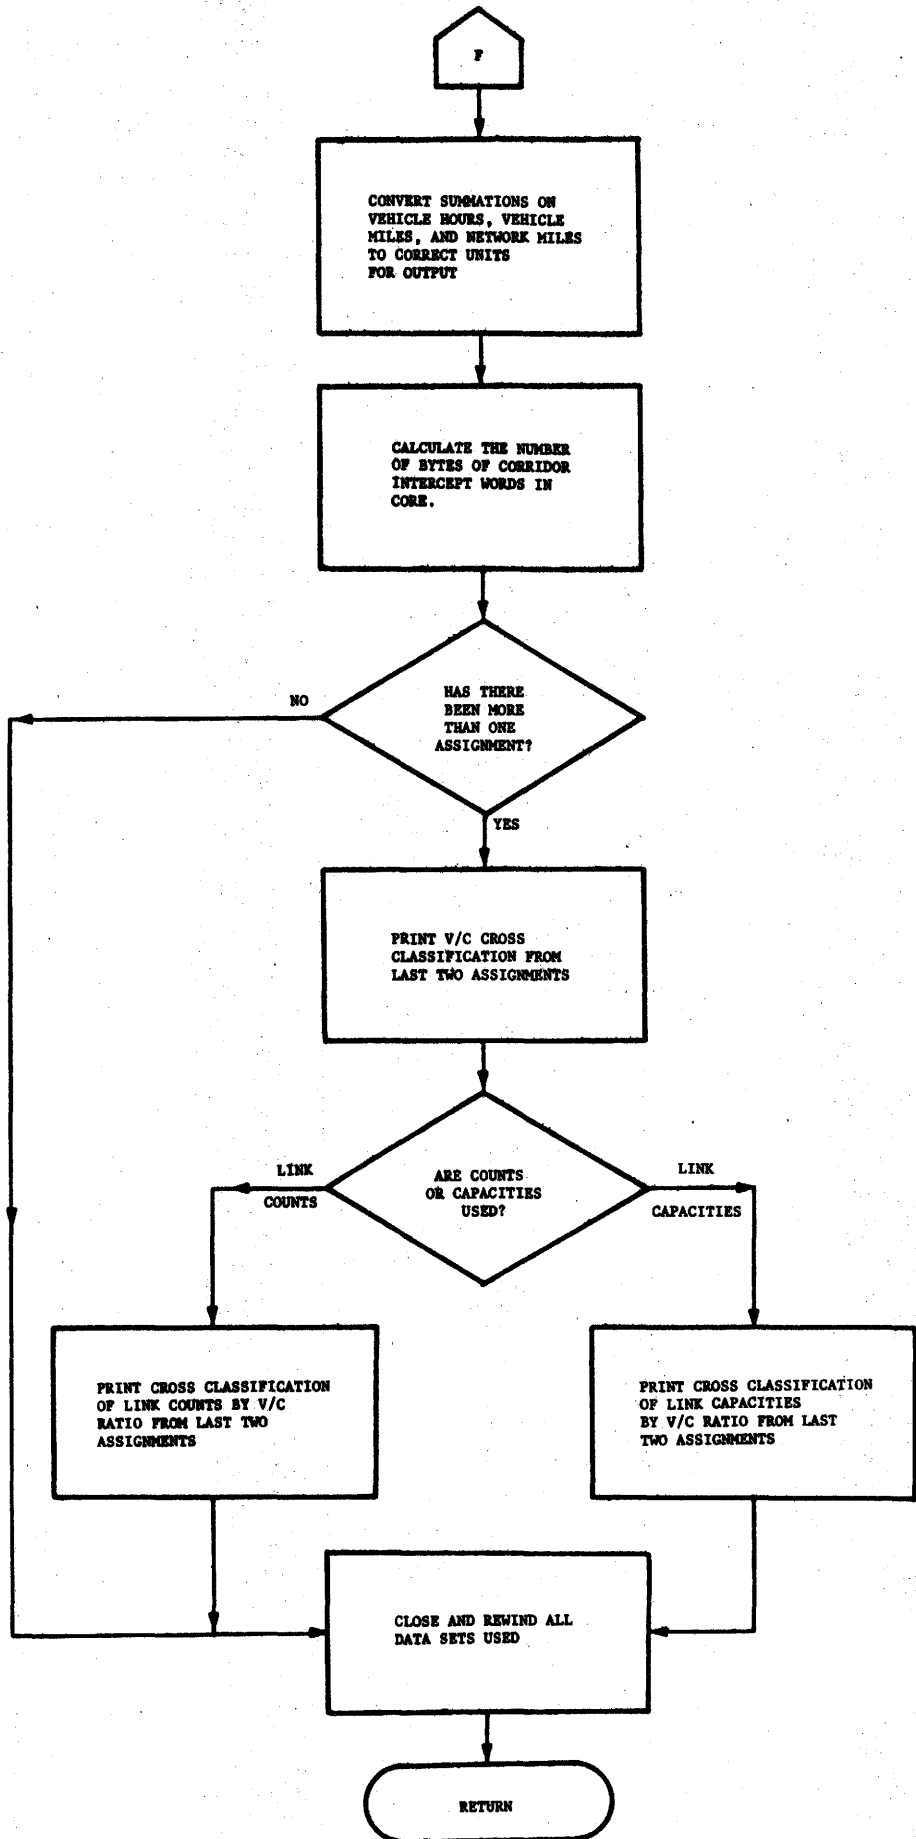 F
CONVERT SUMMATIONS ON
VEHICLE HOURS, VEHICLE
MILES, AND NETWORK MILES
TO CORRECT UNITS
FOR OUTPUT
CALCULATE THE NUMBER
OF BYTES OF CORRIDOR
INTERCEPT WORDS IN
CORE.
HAS THERE
BEEN MORE
THAN ONE
ASSIGNMENT?
NO
YES
PRINT V/C CROSS
CLASSIFICATION FROM
LAST TWO ASSIGNMENTS
ARE COUNTS
OR CAPACITIES
USED?
LINK
COUNTS
LINK
CAPACITIES
PRINT CROSS CLASSIFICATION
OF LINK COUNTS BY V/C
RATIO FROM LAST TWO
ASSIGNMENTS
PRINT CROSS CLASSIFICATION
OF LINK CAPACITIES
BY V/C RATIO FROM LAST
TWO ASSIGNMENTS
CLOSE AND REWIND ALL
DATA SETS USED
RETURN